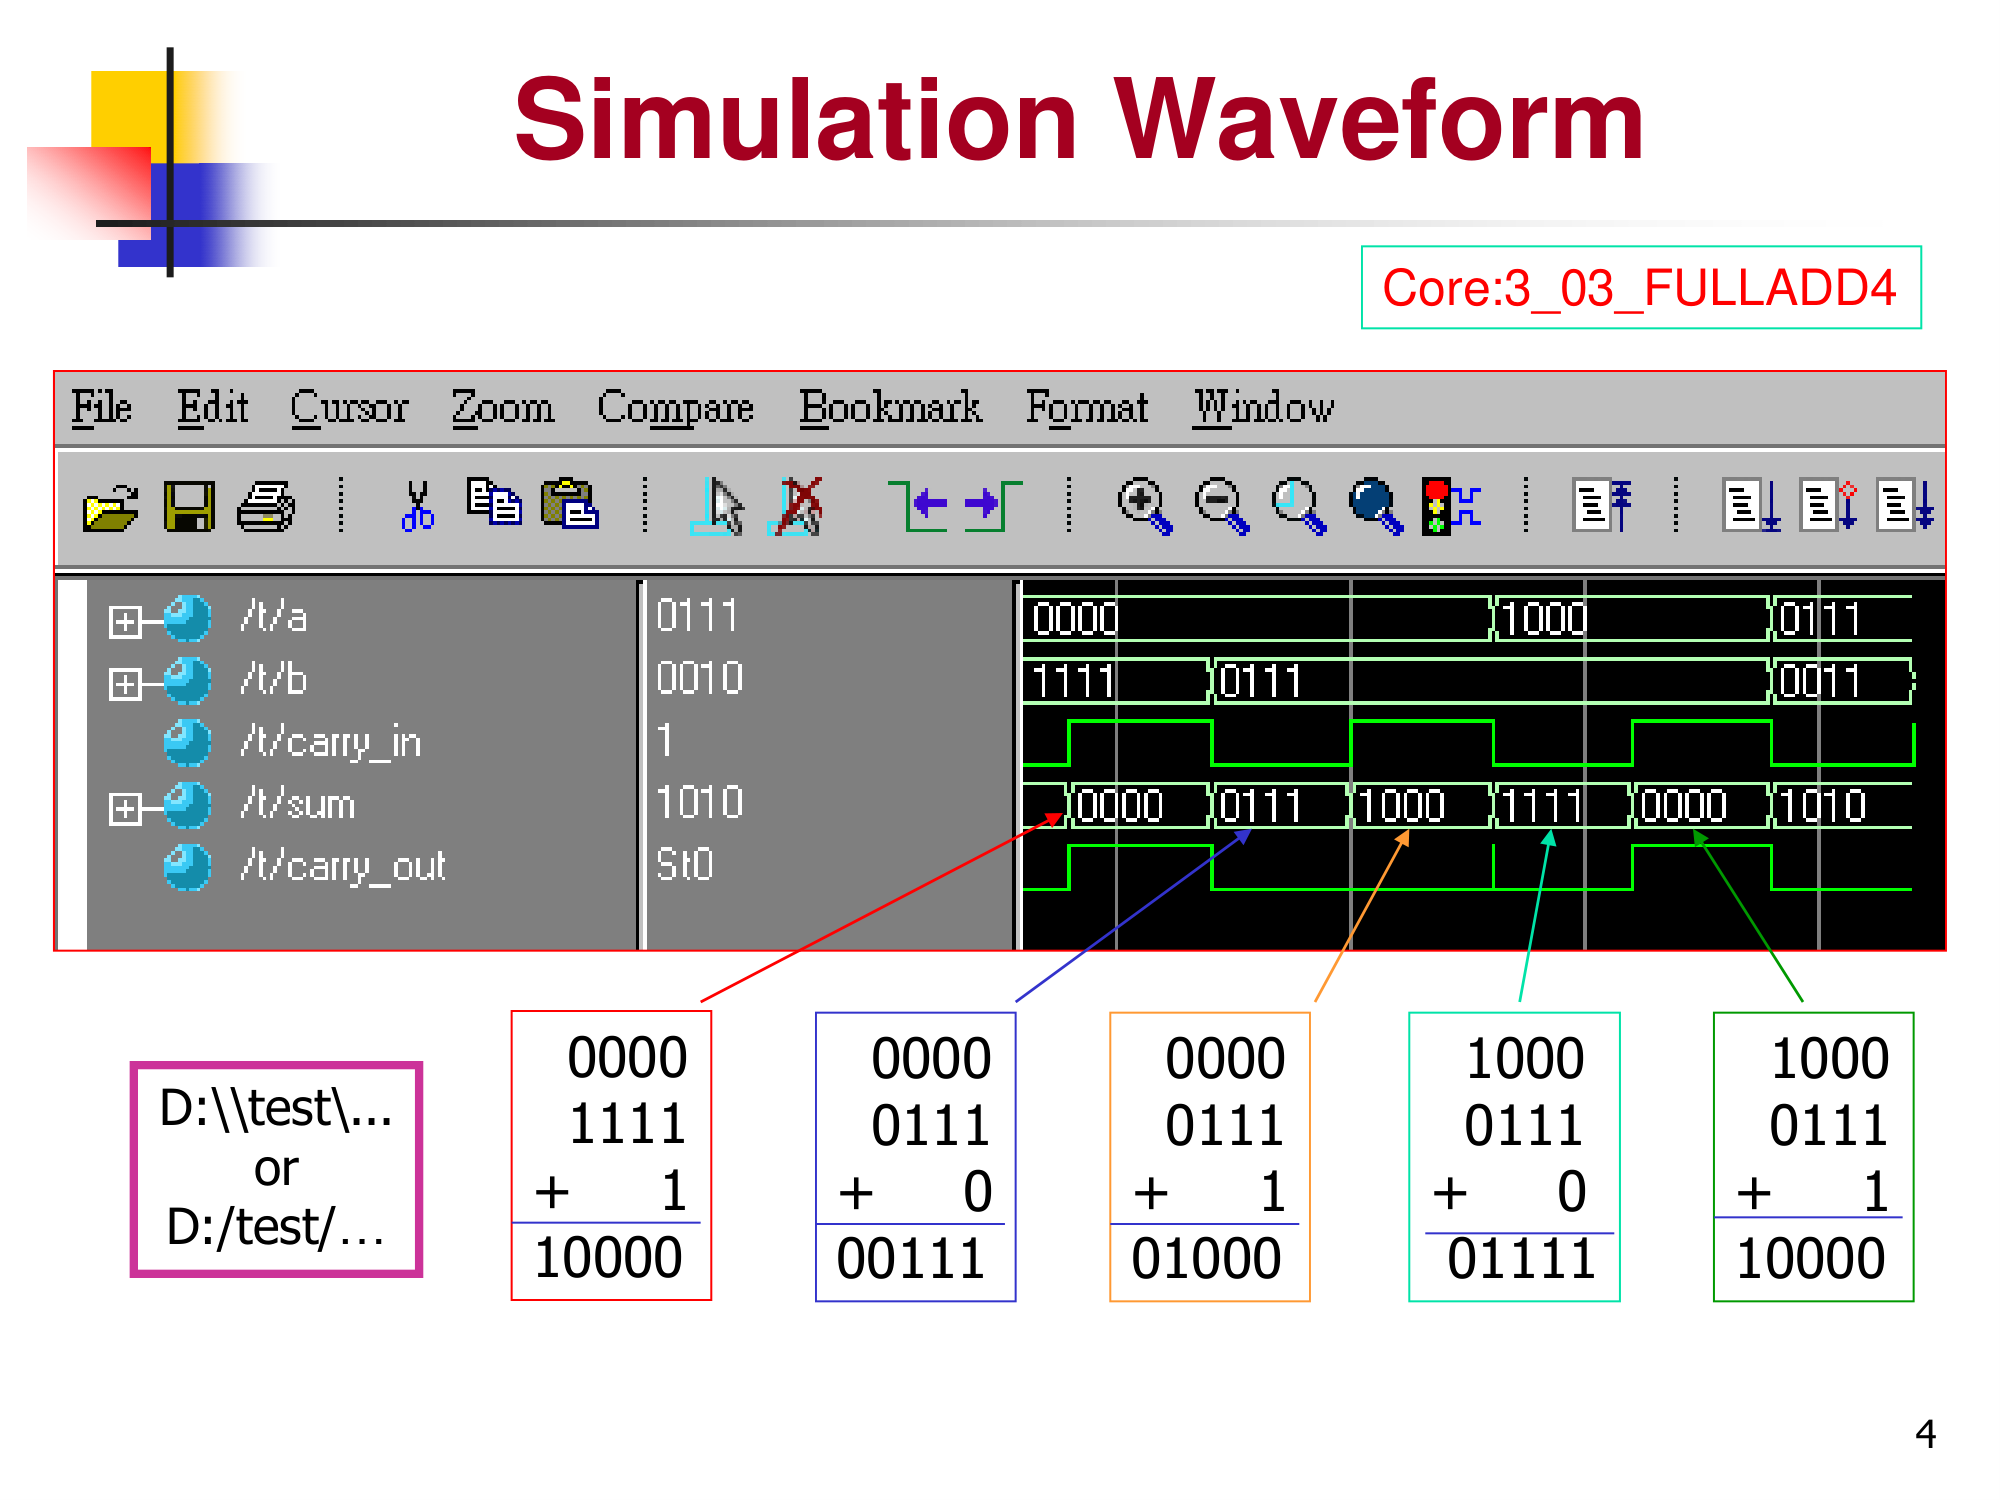 Simulation Waveform
Core:3_03_FULLADD4
File Edit Cursor Zoom Compare Bookmark Format Window
/t/a 0111 0000 1000 0111
/t/b 0010 1111 0111 0011
/t/carry_in 1
/t/sum 1010 0000 0111 1000 1111 0000 1010
/t/carry_out St0
D:\\test\...
or
D:/test/...
0000
1111
+ 1
10000
0000
0111
+ 0
00111
0000
0111
+ 1
01000
1000
0111
+ 0
01111
1000
0111
+ 1
10000
4